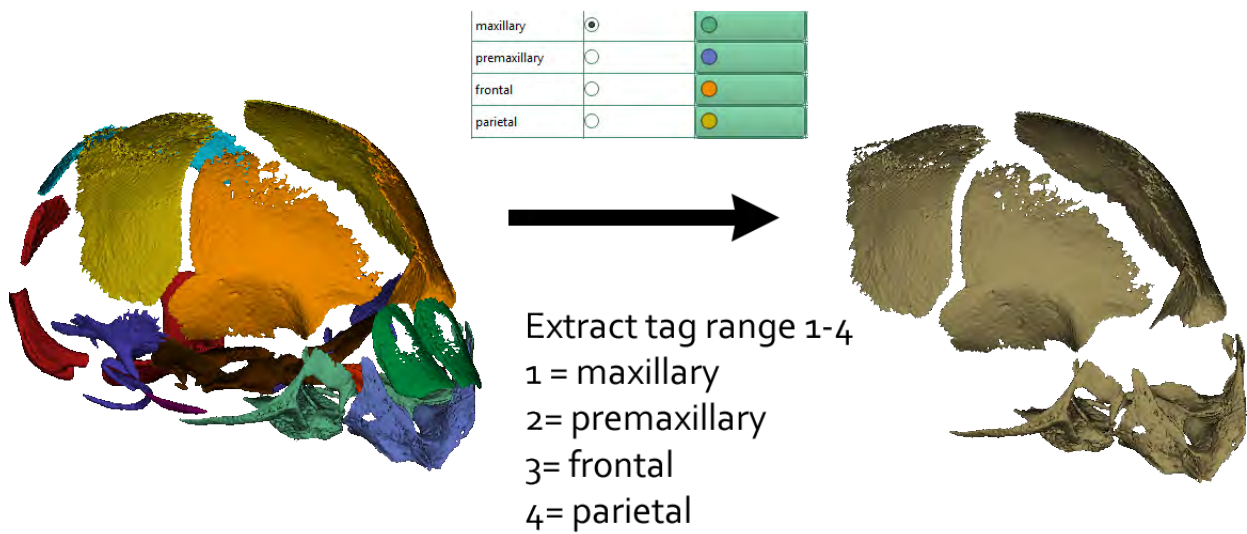 maxillary
premaxillary
frontal
parietal
Extract tag range 1-4
1 = maxillary
2= premaxillary
3= frontal
4= parietal